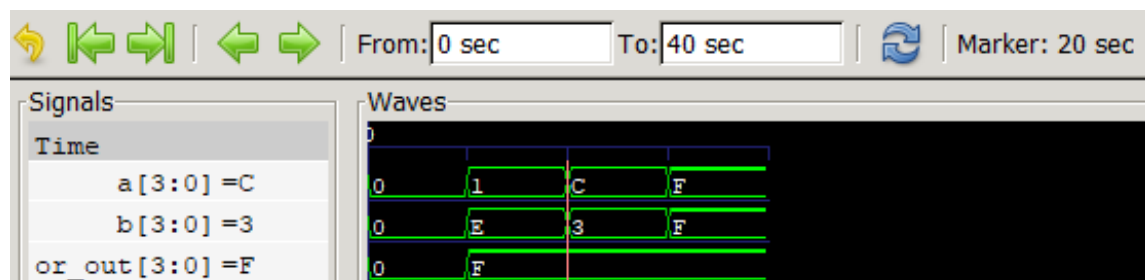 From: 0 sec To: 40 sec Marker: 20 sec
Signals Waves
Time 0
a[3:0] =C 0 1 C F
b[3:0] =3 0 E 3 F
or_out[3:0] =F 0 F